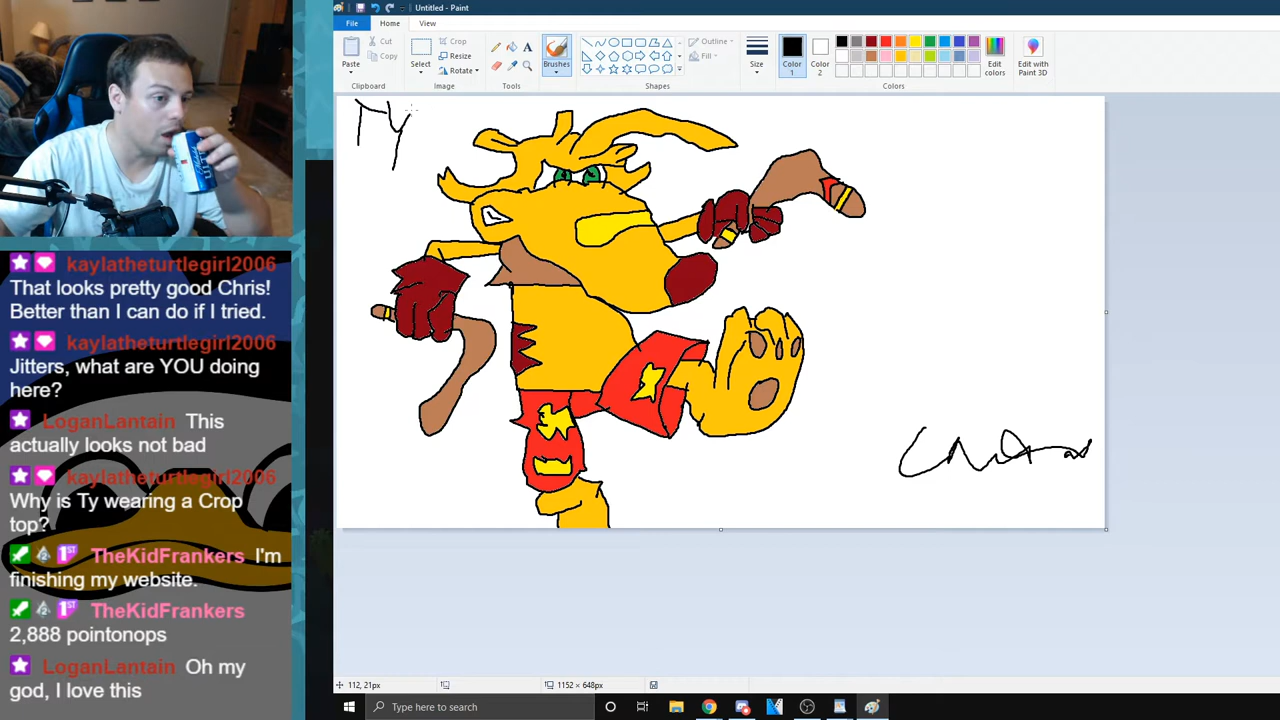 Untitled - Paint
File Home View
Paste
Cut
Copy
Clipboard
Select
Crop
Resize
Rotate
Image
Tools
Brushes
Shapes
Outline
Fill
Size
Color 1
Color 2
Edit colors
Colors
Edit with Paint 3D
Ty
kaylatheturtlegirl2006
That looks pretty good Chris!
Better than I can do if I tried.
kaylatheturtlegirl2006
Jitters, what are YOU doing
here?
LoganLantain This
actually looks not bad
kaylatheturtlegirl2006
Why is Ty wearing a Crop
top?
TheKidFrankers I'm
finishing my website.
TheKidFrankers
2,888 pointonops
LoganLantain Oh my
god, I love this
112, 21px
1152 × 648px
Type here to search